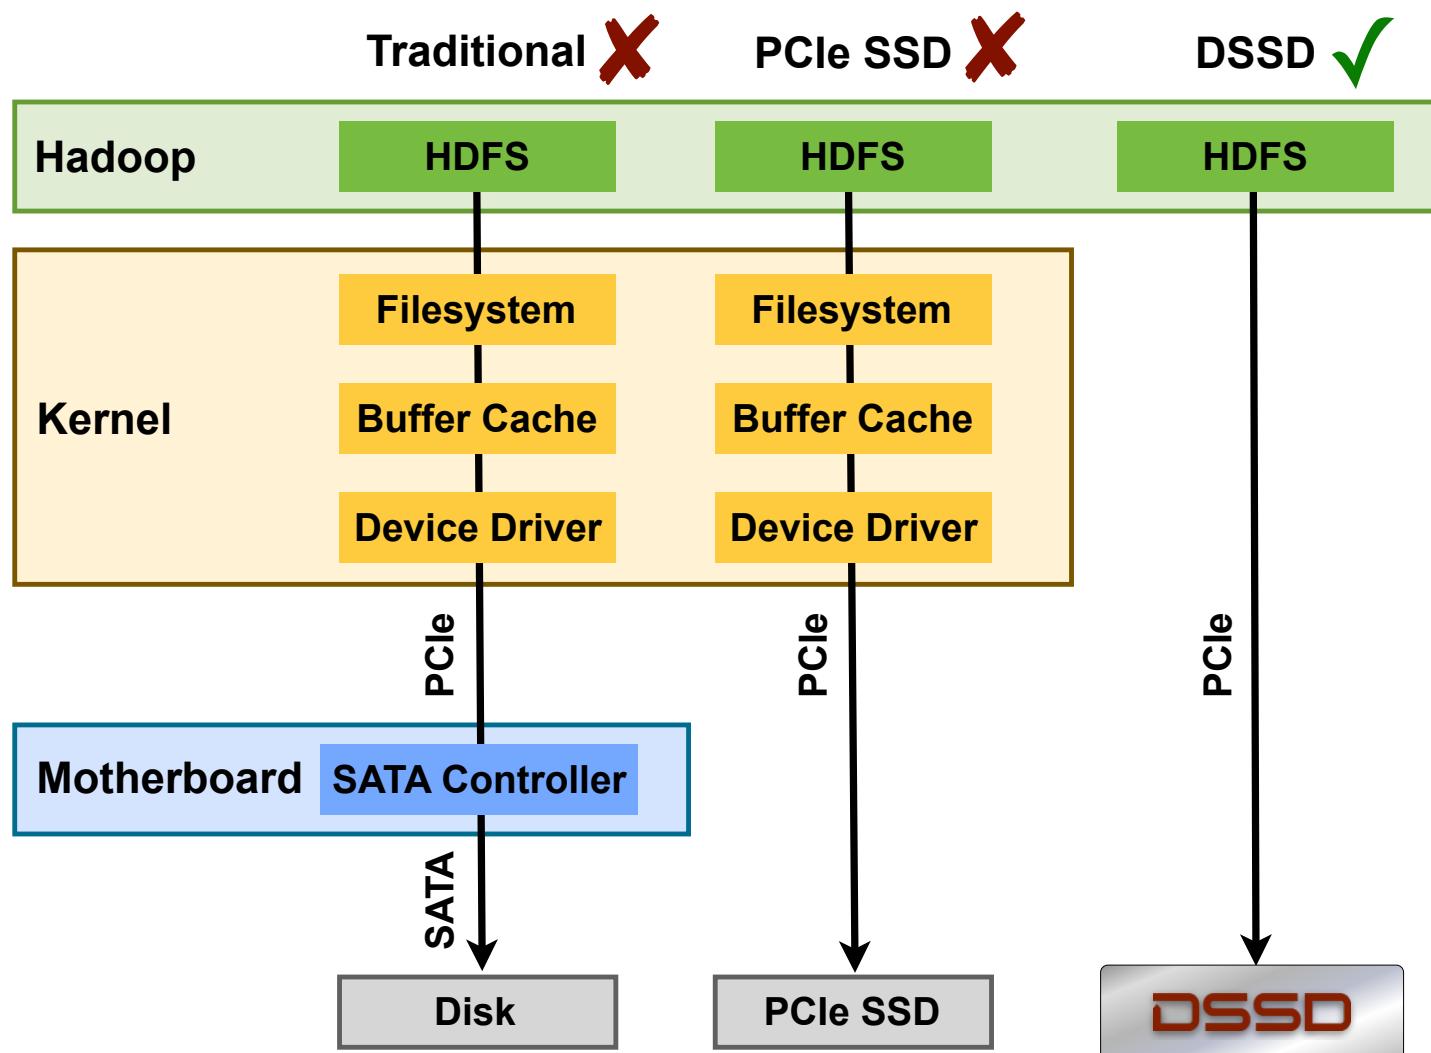 Traditional
PCIe SSD
DSSD
Hadoop
HDFS
HDFS
HDFS
Kernel
Filesystem
Filesystem
Buffer Cache
Buffer Cache
Device Driver
Device Driver
PCIe
PCIe
PCIe
Motherboard
SATA Controller
SATA
Disk
PCIe SSD
DSSD